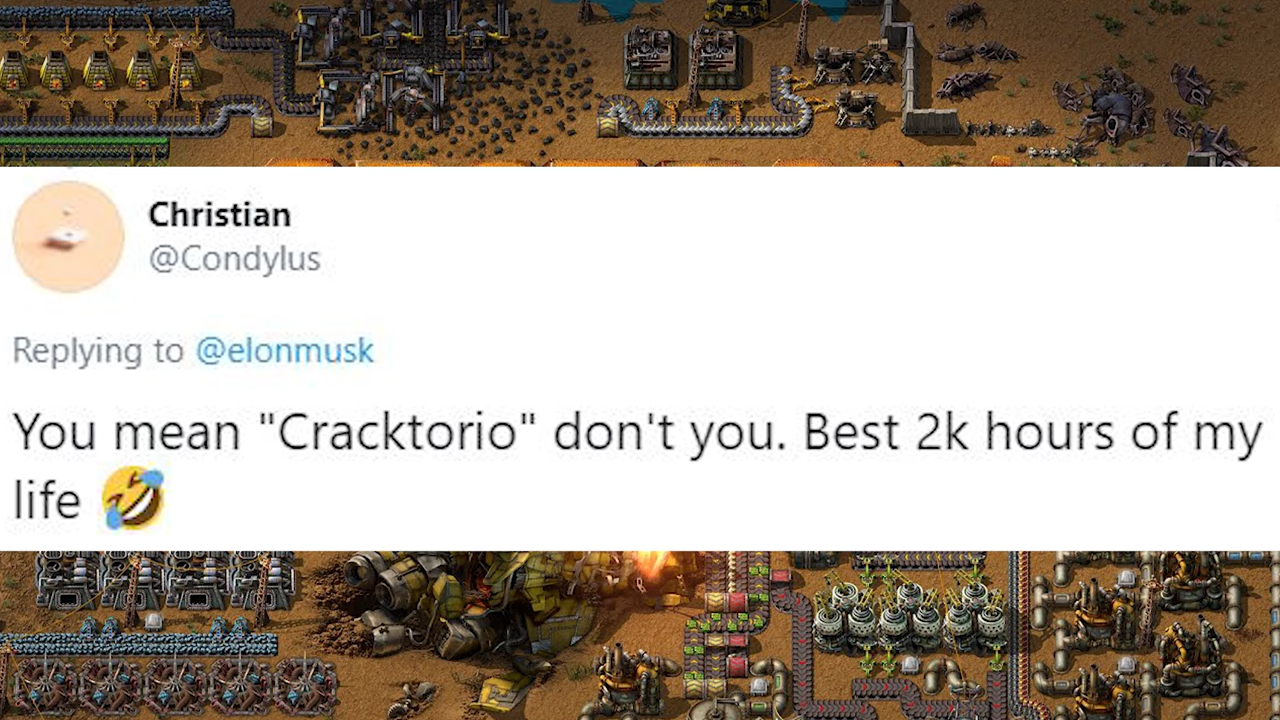 Christian
@Condylus
Replying to @elonmusk
You mean "Cracktorio" don't you. Best 2k hours of my
life 🤣